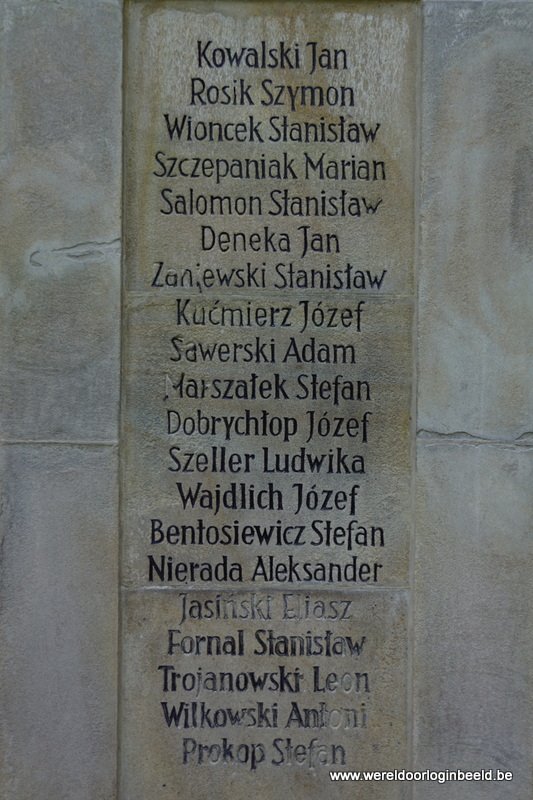 Kowalski Jan
Rosik Szymon
Wioncek Stanisław
Szczepaniak Marian
Salomon Stanisław
Deneka Jan
Zaniewski Stanisław
Kućmierz Józef
Sawerski Adam
Marszałek Stefan
Dobrychłop Józef
Szeller Ludwika
Wajdlich Józef
Bentosiewicz Stefan
Nierada Aleksander
Jasiński Eliasz
Fornal Stanisław
Trojanowski Leon
Wilkowski Antoni
Prokop Stefan
www.wereldoorloginbeeld.be